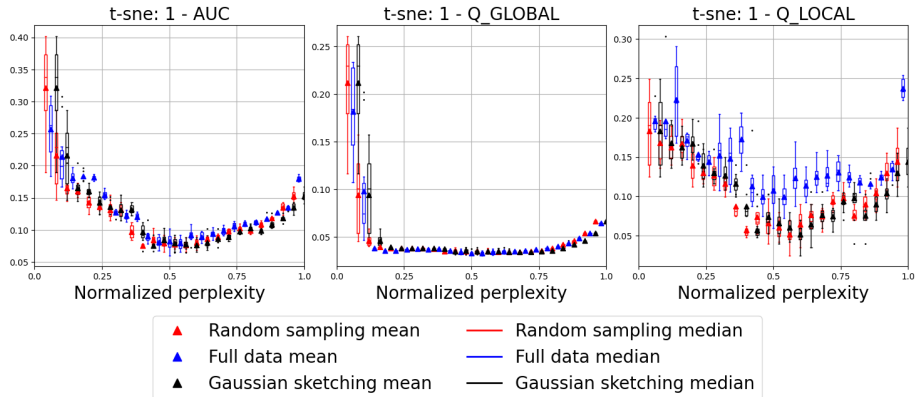 t-sne: 1 - AUC
0.40
0.35
0.30
0.25
0.20
0.15
0.10
0.05
0.0 0.25 0.5 0.75 1.0
Normalized perplexity
t-sne: 1 - Q_GLOBAL
0.25
0.20
0.15
0.10
0.05
0.0 0.25 0.5 0.75 1.0
Normalized perplexity
t-sne: 1 - Q_LOCAL
0.30
0.25
0.20
0.15
0.10
0.05
0.0 0.25 0.5 0.75 1.0
Normalized perplexity
Random sampling mean
Full data mean
Gaussian sketching mean
Random sampling median
Full data median
Gaussian sketching median